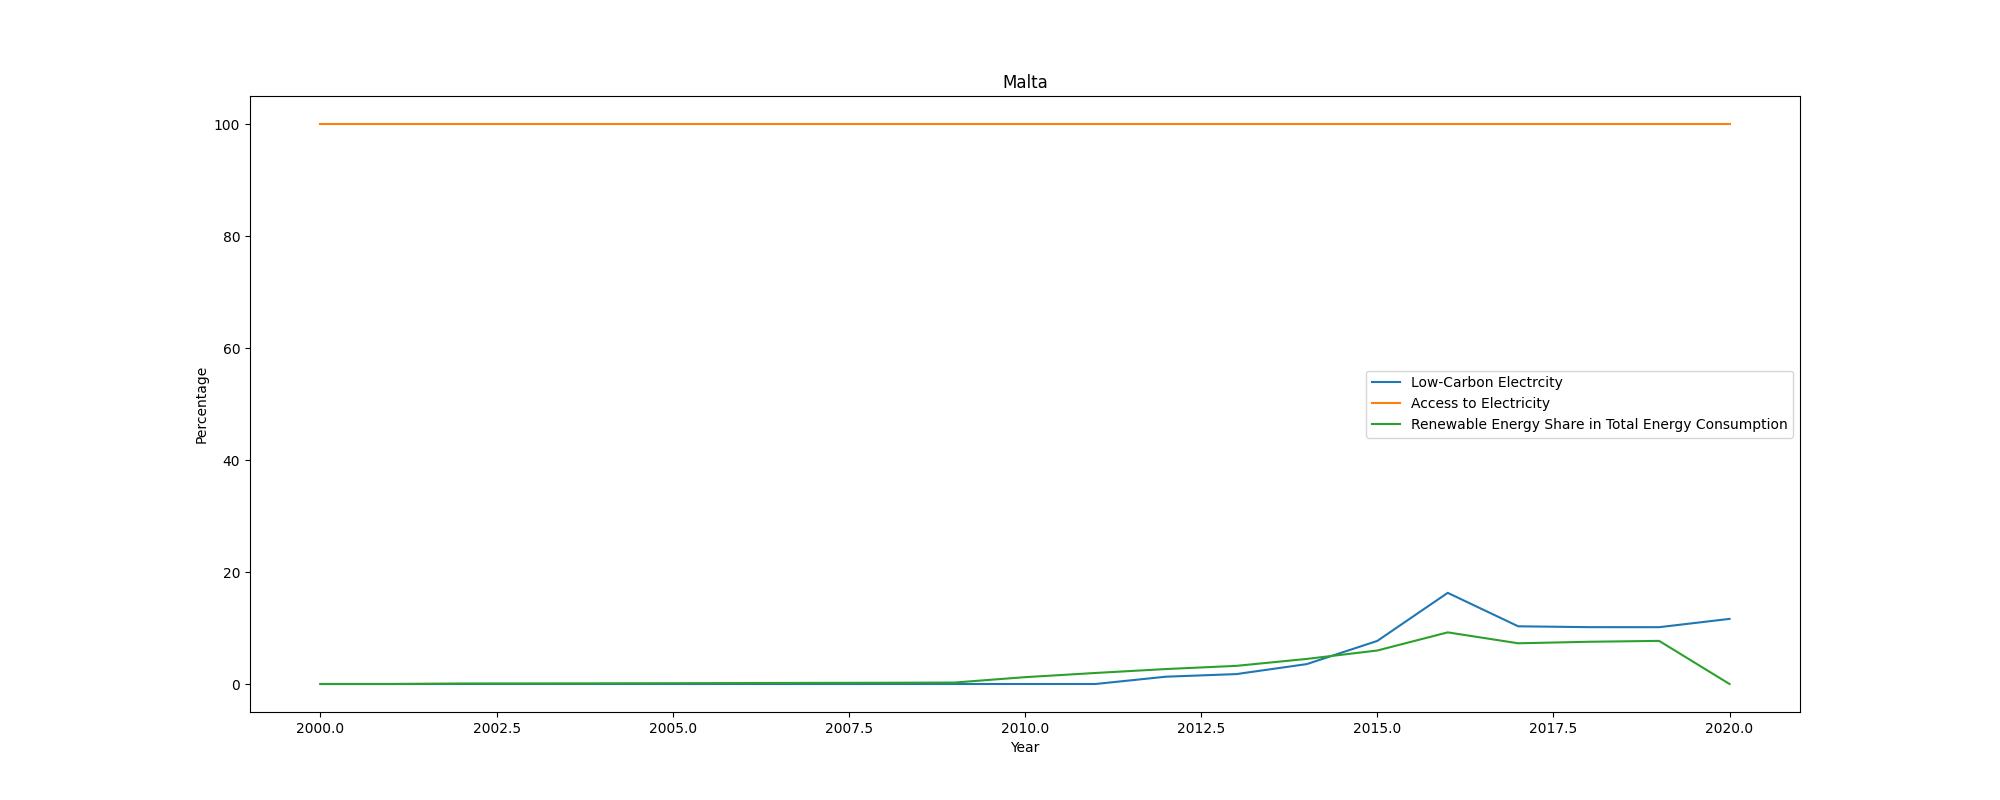 Malta
100
80
60
40
20
0
Percentage
Low-Carbon Electrcity
Access to Electricity
Renewable Energy Share in Total Energy Consumption
2000.0 2002.5 2005.0 2007.5 2010.0 2012.5 2015.0 2017.5 2020.0
Year